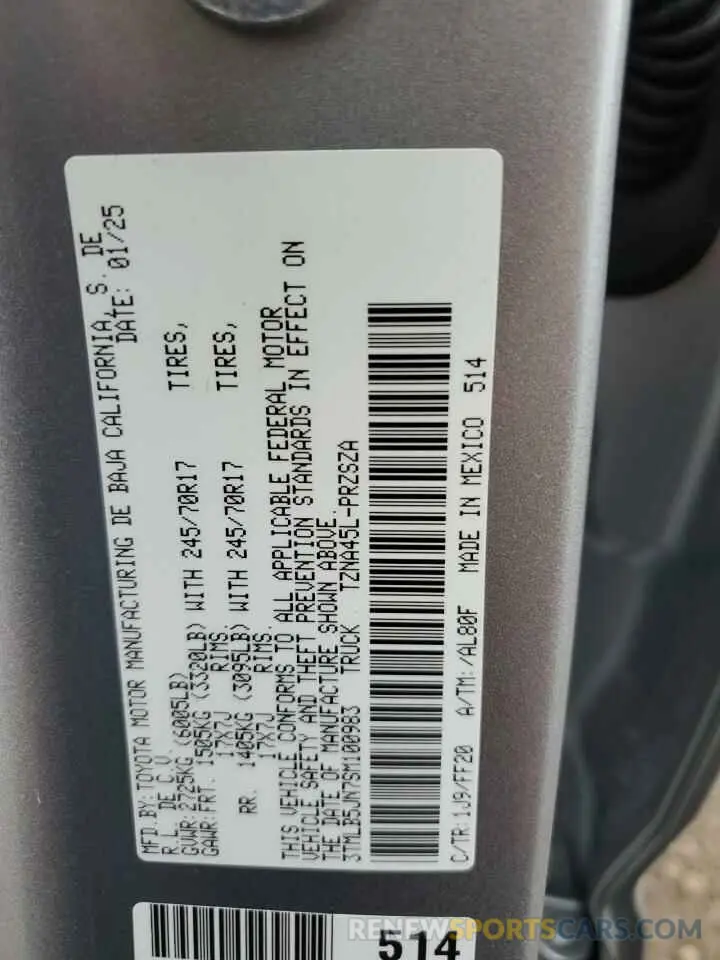 MFD.BY:TOYOTA MOTOR MANUFACTURING DE BAJA CALIFORNIA, S. DE
R. L. DE C.V. DATE: 01/25
GVWR:2725KG (6005LB)
GAWR:FRT. 1505KG (3320LB) WITH 245/70R17 TIRES,
17X7J RIMS.
RR. 1405KG (3095LB) WITH 245/70R17 TIRES,
17X7J RIMS.
THIS VEHICLE CONFORMS TO ALL APPLICABLE FEDERAL MOTOR
VEHICLE SAFETY AND THEFT PREVENTION STANDARDS IN EFFECT ON
THE DATE OF MANUFACTURE SHOWN ABOVE.
3TMLB5JN7SM100983 TRUCK TZNA45L-PRZSZA
C/TR:1J9/FF20 A/TM:/AL80F MADE IN MEXICO 514
514
RENEWSPORTSCARS.COM